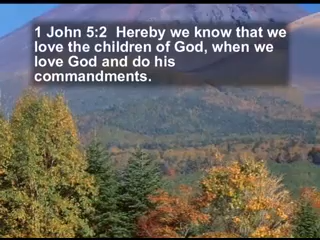 1 John 5:2  Hereby we know that we
love the children of God, when we
love God and do his
commandments.